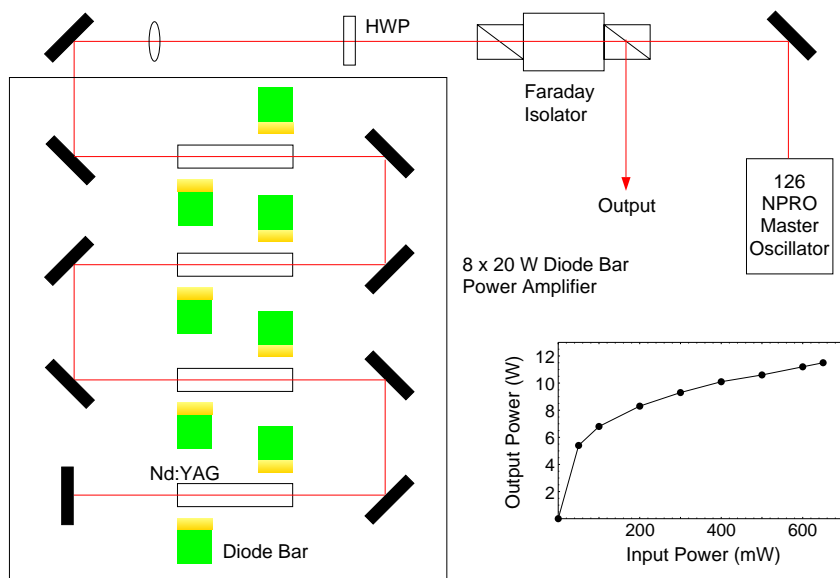 HWP
Faraday
Isolator
Output
126
NPRO
Master
Oscillator
8 x 20 W Diode Bar
Power Amplifier
Nd:YAG
Diode Bar
Output Power (W)
12
10
8
6
4
2
200
400
600
Input Power (mW)